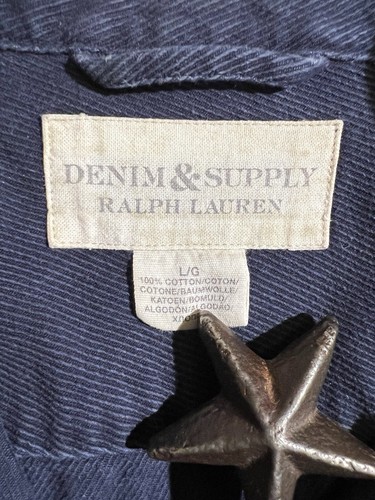 DENIM & SUPPLY
RALPH LAUREN
L/G
100% COTTON/COTON/
COTONE/BAUMWOLLE/
KATOEN/BOMULD/
ALGODÓN/ALGODÃO/